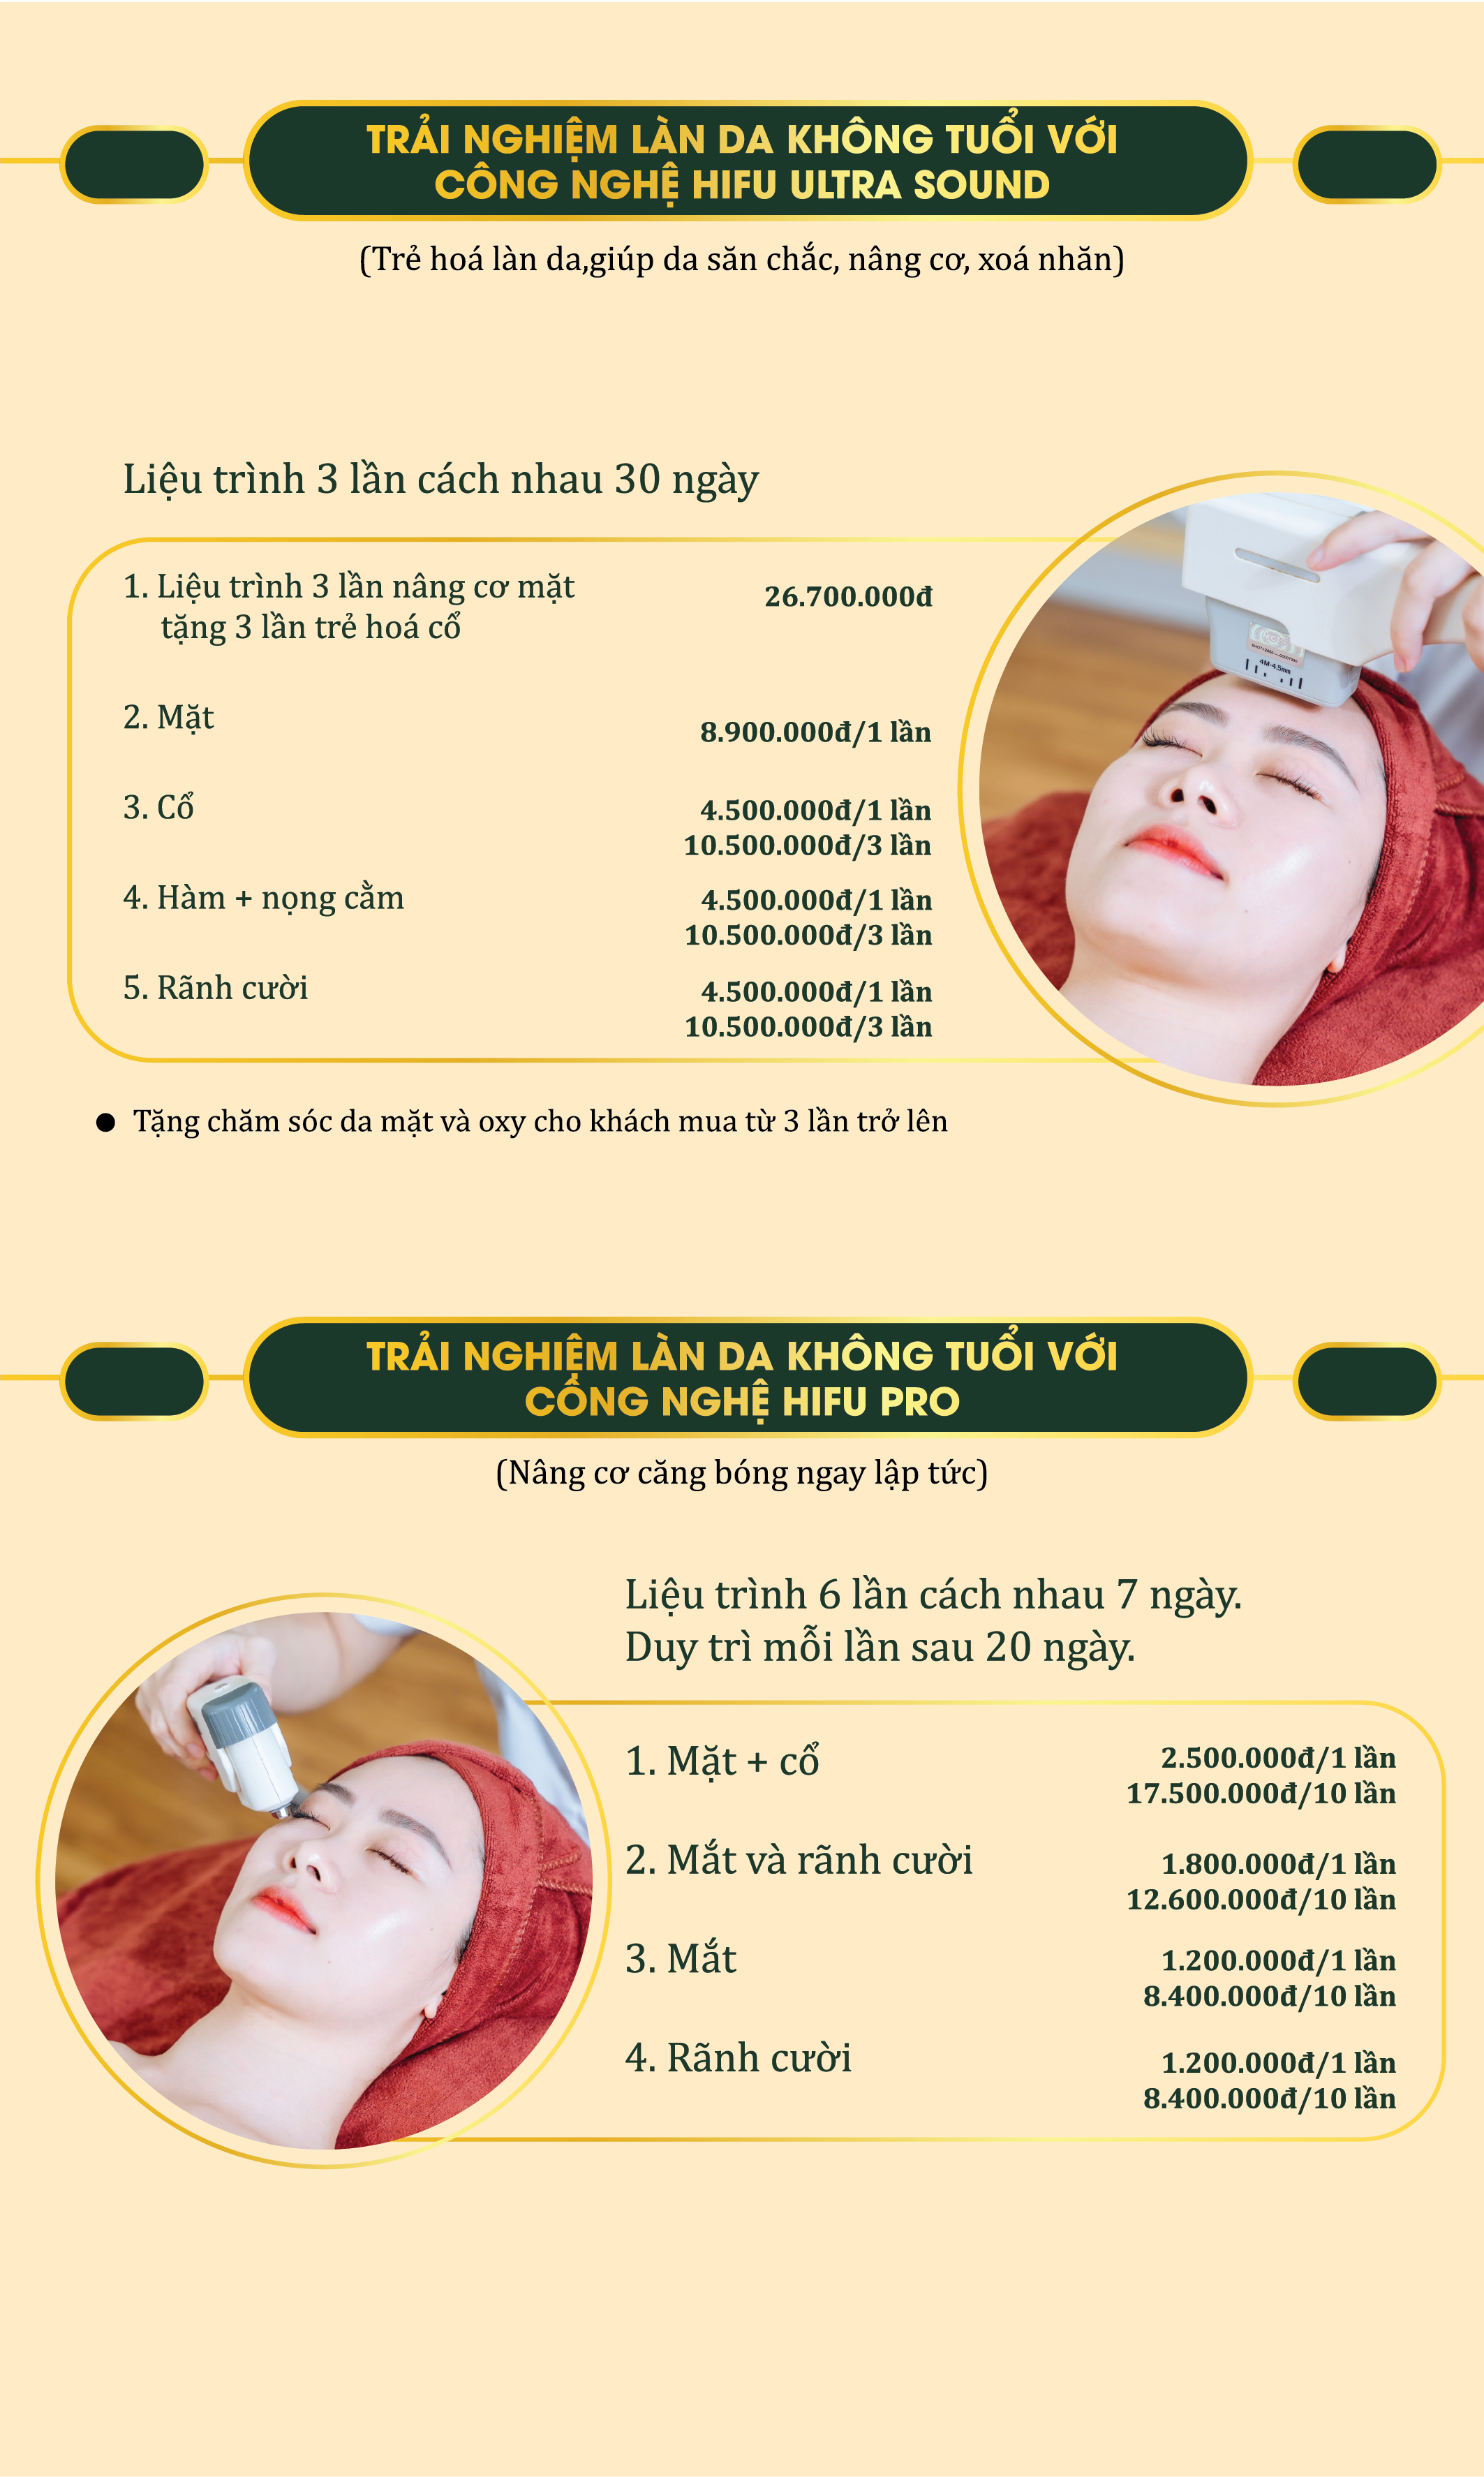 TRẢI NGHIỆM LÀN DA KHÔNG TUỔI VỚI
CÔNG NGHỆ HIFU ULTRA SOUND
(Trẻ hoá làn da,giúp da săn chắc, nâng cơ, xoá nhăn)
Liệu trình 3 lần cách nhau 30 ngày
1. Liệu trình 3 lần nâng cơ mặt
tặng 3 lần trẻ hoá cổ
26.700.000đ
2. Mặt
8.900.000đ/1 lần
3. Cổ
4.500.000đ/1 lần
10.500.000đ/3 lần
4. Hàm + nọng cằm
4.500.000đ/1 lần
10.500.000đ/3 lần
5. Rãnh cười
4.500.000đ/1 lần
10.500.000đ/3 lần
4M-4.5mm
● Tặng chăm sóc da mặt và oxy cho khách mua từ 3 lần trở lên
TRẢI NGHIỆM LÀN DA KHÔNG TUỔI VỚI
CÔNG NGHỆ HIFU PRO
(Nâng cơ căng bóng ngay lập tức)
Liệu trình 6 lần cách nhau 7 ngày.
Duy trì mỗi lần sau 20 ngày.
1. Mặt + cổ
2.500.000đ/1 lần
17.500.000đ/10 lần
2. Mắt và rãnh cười
1.800.000đ/1 lần
12.600.000đ/10 lần
3. Mắt
1.200.000đ/1 lần
8.400.000đ/10 lần
4. Rãnh cười
1.200.000đ/1 lần
8.400.000đ/10 lần